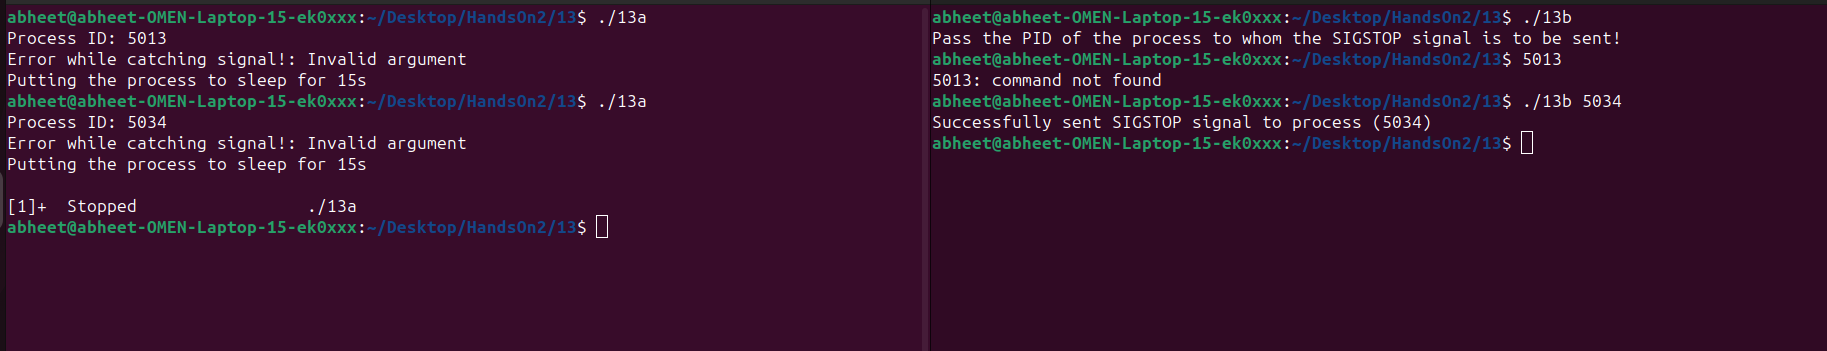 abheet@abheet-OMEN-Laptop-15-ek0xxx:~/Desktop/HandsOn2/13$ ./13a
Process ID: 5013
Error while catching signal!: Invalid argument
Putting the process to sleep for 15s
abheet@abheet-OMEN-Laptop-15-ek0xxx:~/Desktop/HandsOn2/13$ ./13a
Process ID: 5034
Error while catching signal!: Invalid argument
Putting the process to sleep for 15s
[1]+  Stopped                 ./13a
abheet@abheet-OMEN-Laptop-15-ek0xxx:~/Desktop/HandsOn2/13$
abheet@abheet-OMEN-Laptop-15-ek0xxx:~/Desktop/HandsOn2/13$ ./13b
Pass the PID of the process to whom the SIGSTOP signal is to be sent!
abheet@abheet-OMEN-Laptop-15-ek0xxx:~/Desktop/HandsOn2/13$ 5013
5013: command not found
abheet@abheet-OMEN-Laptop-15-ek0xxx:~/Desktop/HandsOn2/13$ ./13b 5034
Successfully sent SIGSTOP signal to process (5034)
abheet@abheet-OMEN-Laptop-15-ek0xxx:~/Desktop/HandsOn2/13$